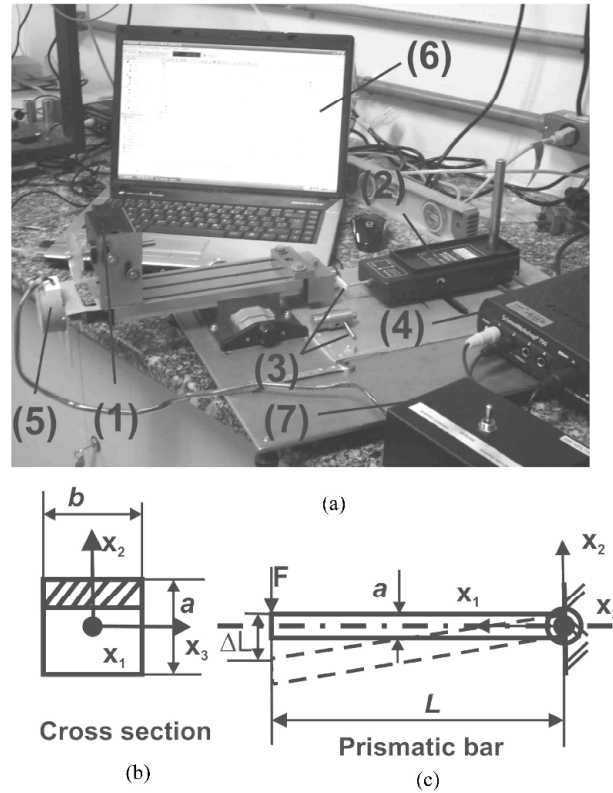 (6)
(2)
(4)
(3)
(5)
(1)
(7)
(a)
b
x2
a
x1
x3
Cross section
(b)
F
a
x1
x2
ΔL
L
Prismatic bar
(c)